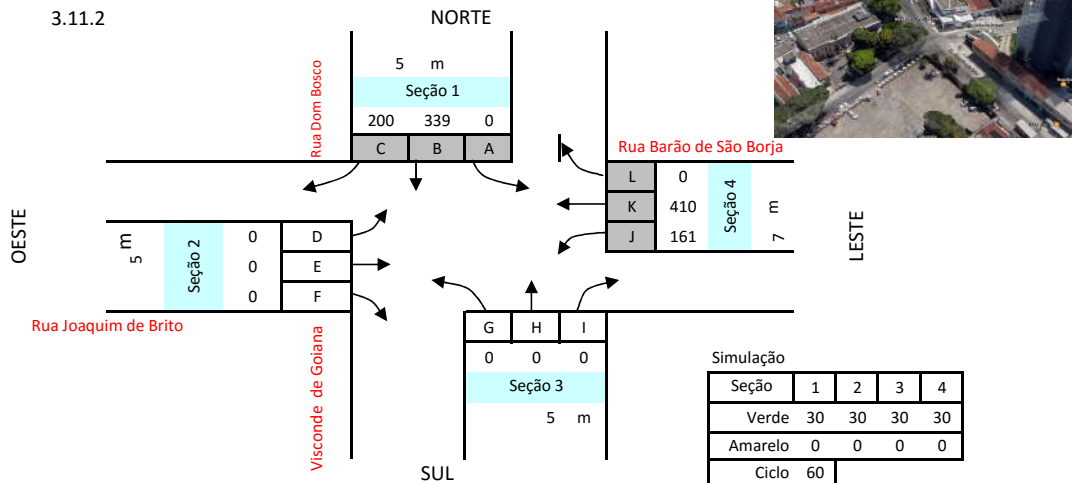 3.11.2
NORTE
Rua Dom Bosco
5 m
Seção 1
200 339 0
C B A
Rua Barão de São Borja
L 0
K 410
J 161
Seção 4
7 m
LESTE
OESTE
5 m
Seção 2
0 D
0 E
0 F
Rua Joaquim de Brito
Visconde de Goiana
G H I
0 0 0
Seção 3
5 m
SUL
Simulação
Seção 1 2 3 4
Verde 30 30 30 30
Amarelo 0 0 0 0
Ciclo 60